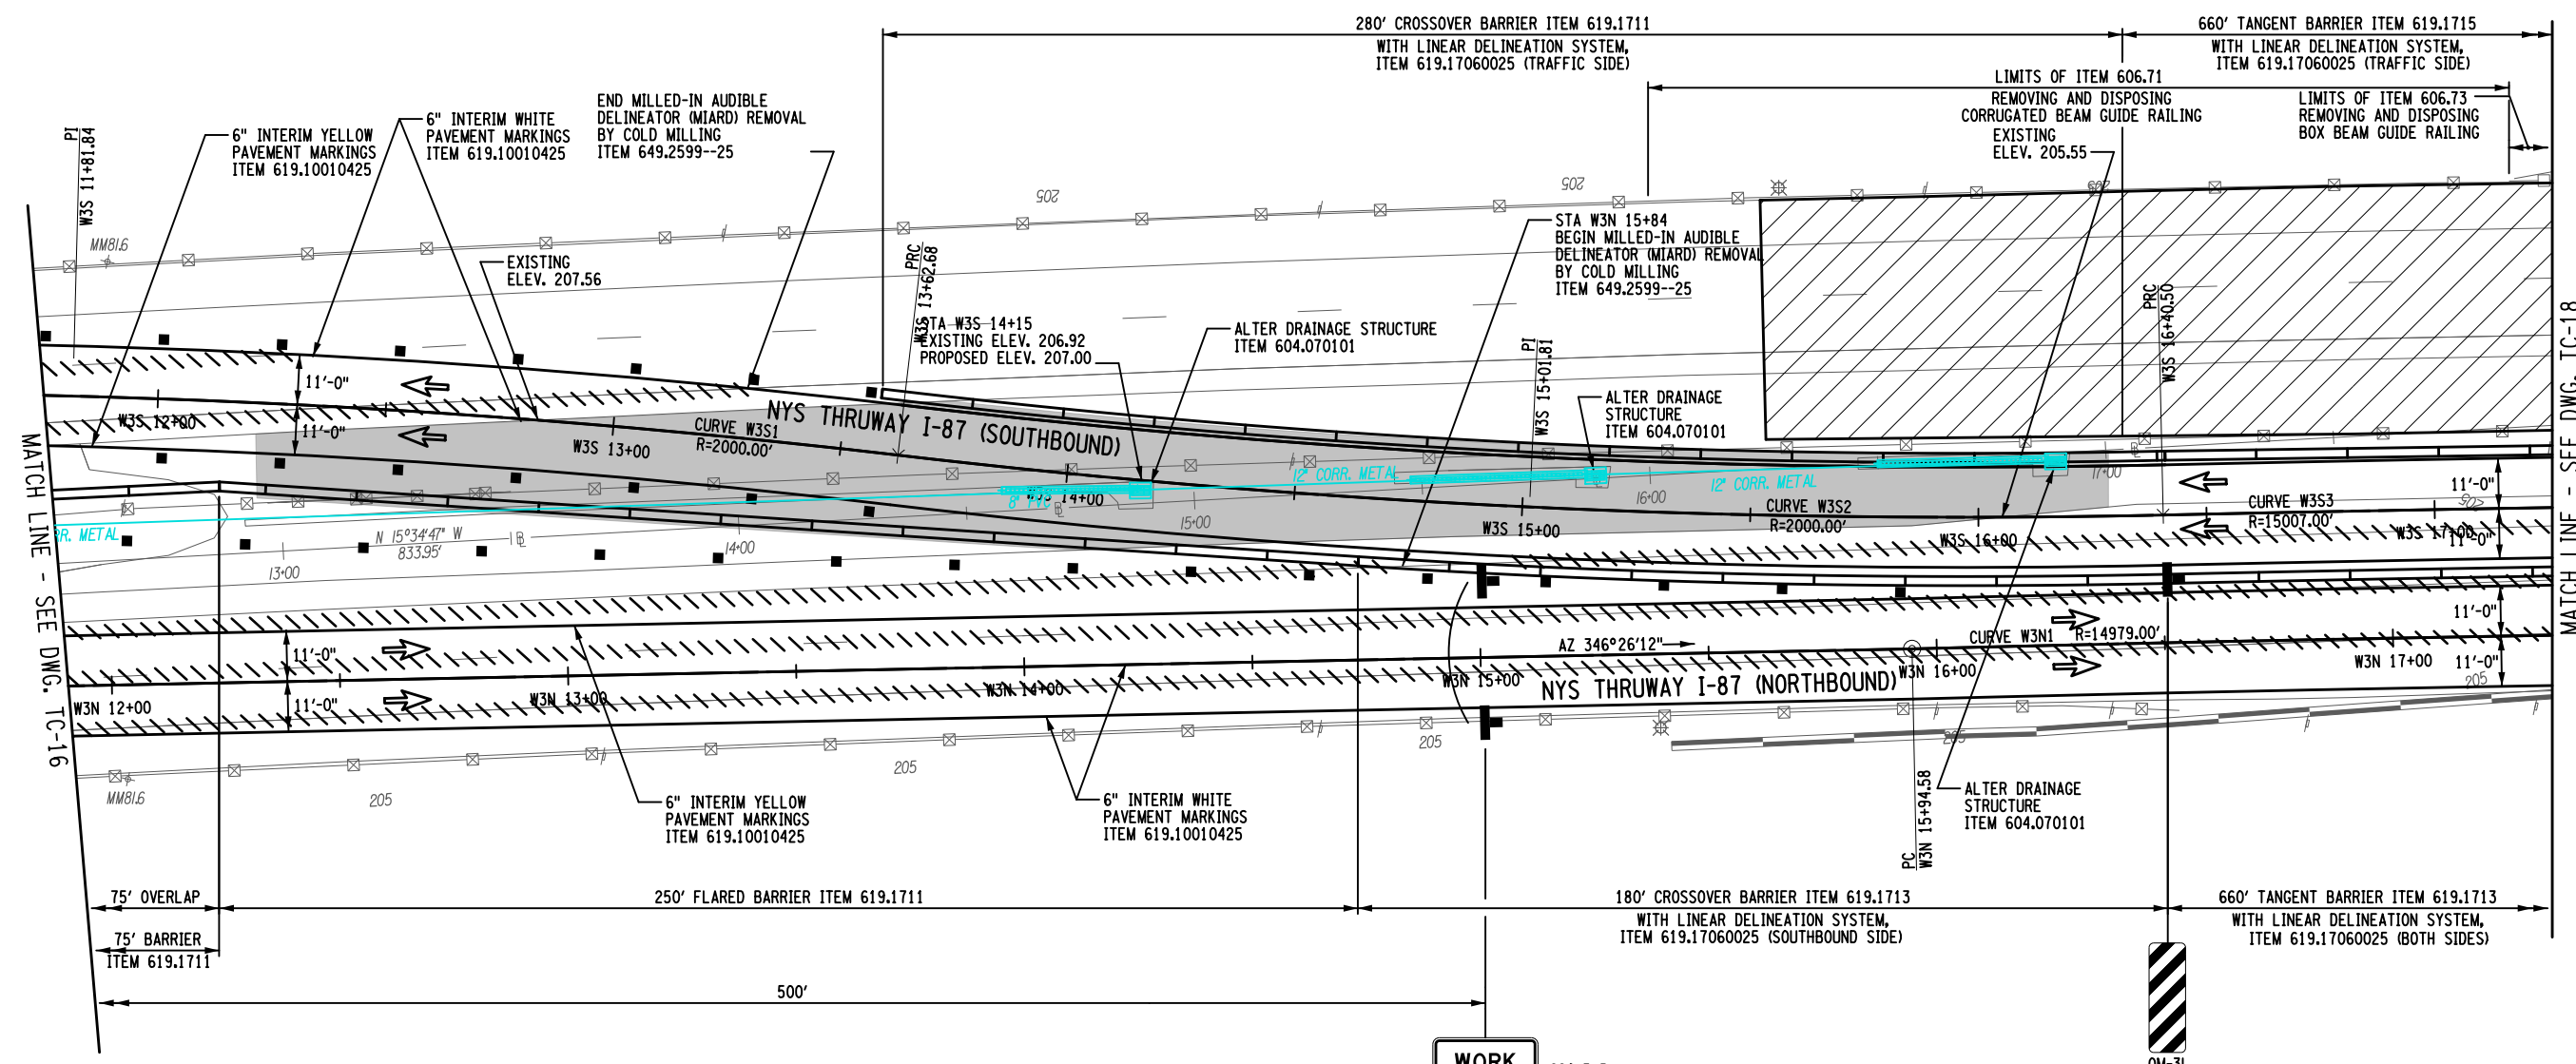 280' CROSSOVER BARRIER ITEM 619.1711
WITH LINEAR DELINEATION SYSTEM,
ITEM 619.17060025 (TRAFFIC SIDE)
660' TANGENT BARRIER ITEM 619.1715
WITH LINEAR DELINEATION SYSTEM,
ITEM 619.17060025 (TRAFFIC SIDE)
LIMITS OF ITEM 606.71
REMOVING AND DISPOSING
CORRUGATED BEAM GUIDE RAILING
EXISTING
ELEV. 205.55
LIMITS OF ITEM 606.73
REMOVING AND DISPOSING
BOX BEAM GUIDE RAILING
PI
W3S 11+81.84
6" INTERIM YELLOW
PAVEMENT MARKINGS
ITEM 619.10010425
6" INTERIM WHITE
PAVEMENT MARKINGS
ITEM 619.10010425
END MILLED-IN AUDIBLE
DELINEATOR (MIARD) REMOVAL
BY COLD MILLING
ITEM 649.2599--25
205
205
205
MM81.6
EXISTING
ELEV. 207.56
PRC
W3S 13+62.68
STA W3S 14+15
EXISTING ELEV. 206.92
PROPOSED ELEV. 207.00
ALTER DRAINAGE STRUCTURE
ITEM 604.070101
STA W3N 15+84
BEGIN MILLED-IN AUDIBLE
DELINEATOR (MIARD) REMOVAL
BY COLD MILLING
ITEM 649.2599--25
PI
W3S 15+01.81
ALTER DRAINAGE
STRUCTURE
ITEM 604.070101
PRC
W3S 16+40.50
11'-0"
11'-0"
W3S 12+00
W3S 13+00
CURVE W3S1
R=2000.00'
NYS THRUWAY I-87 (SOUTHBOUND)
W3S 14+00
8" PVC
12" CORR. METAL
12" CORR. METAL
15+00
16+00
17+00
W3S 15+00
CURVE W3S2
R=2000.00'
W3S 16+00
CURVE W3S3
R=15007.00'
W3S 17+00
205
11'-0"
11'-0"
RR. METAL
N 15°34'47" W
833.95'
13+00
14+00
MATCH LINE - SEE DWG. TC-16
MATCH LINE - SEE DWG. TC-18
11'-0"
11'-0"
W3N 12+00
W3N 13+00
W3N 14+00
W3N 15+00
AZ 346°26'12"
NYS THRUWAY I-87 (NORTHBOUND)
W3N 16+00
CURVE W3N1
R=14979.00'
W3N 17+00
11'-0"
11'-0"
205
205
205
205
205
MM81.6
6" INTERIM YELLOW
PAVEMENT MARKINGS
ITEM 619.10010425
6" INTERIM WHITE
PAVEMENT MARKINGS
ITEM 619.10010425
PC
W3N 15+94.58
ALTER DRAINAGE
STRUCTURE
ITEM 604.070101
75' OVERLAP
75' BARRIER
ITEM 619.1711
250' FLARED BARRIER ITEM 619.1711
180' CROSSOVER BARRIER ITEM 619.1713
WITH LINEAR DELINEATION SYSTEM,
ITEM 619.17060025 (SOUTHBOUND SIDE)
660' TANGENT BARRIER ITEM 619.1713
WITH LINEAR DELINEATION SYSTEM,
ITEM 619.17060025 (BOTH SIDES)
500'
WORK
OM-3L